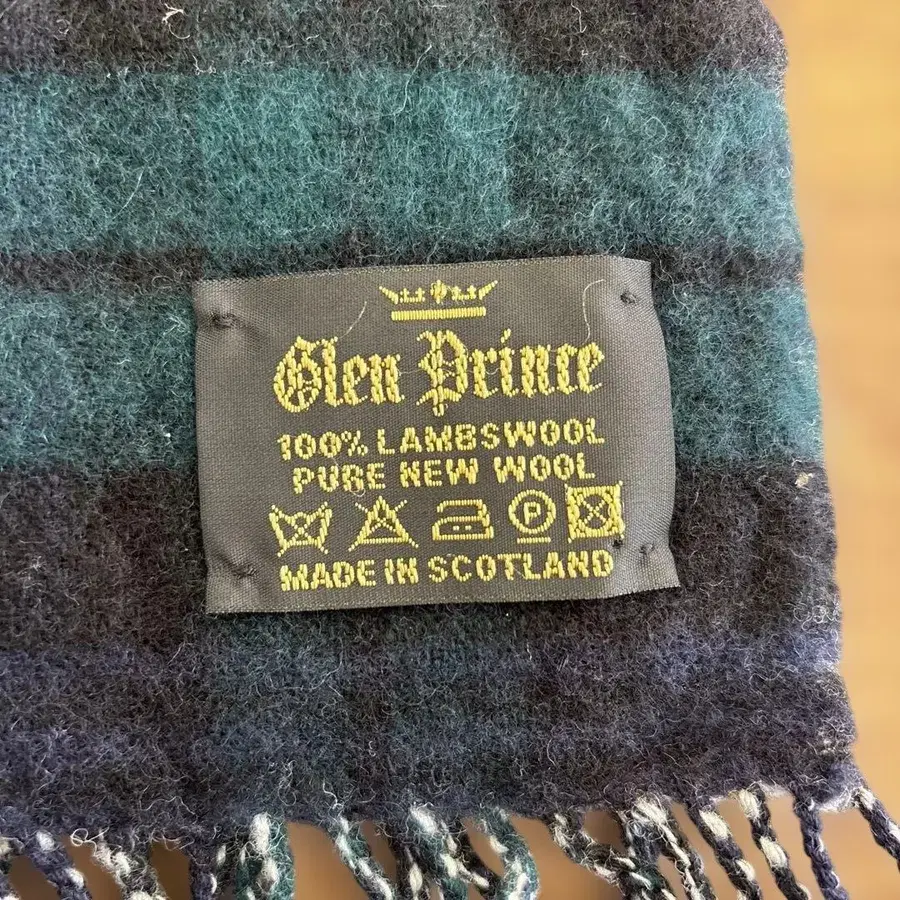 Glen Prince
100% LAMBSWOOL
PURE NEW WOOL
P
MADE IN SCOTLAND